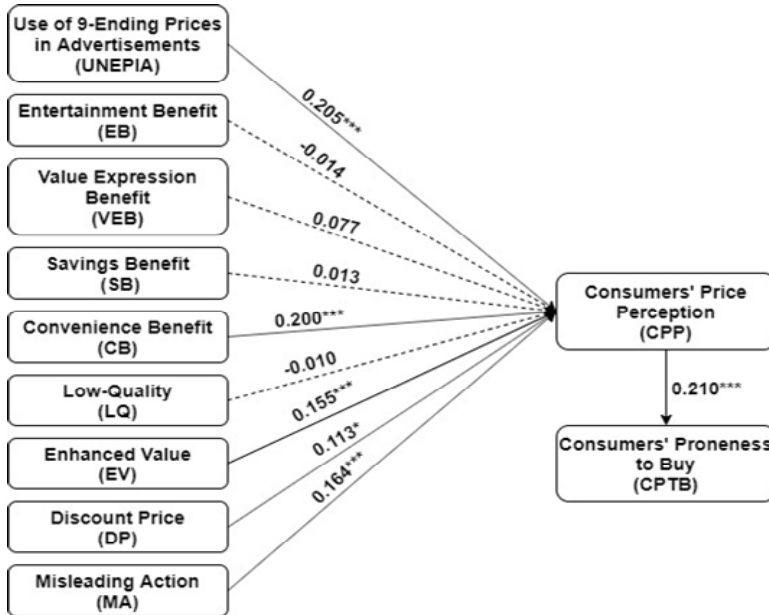 Use of 9-Ending Prices
in Advertisements
(UNEPIA)
Entertainment Benefit
(EB)
Value Expression
Benefit
(VEB)
Savings Benefit
(SB)
Convenience Benefit
(CB)
Low-Quality
(LQ)
Enhanced Value
(EV)
Discount Price
(DP)
Misleading Action
(MA)
0.205***
-0.014
0.077
0.013
0.200***
-0.010
0.155***
0.113*
0.164***
Consumers' Price
Perception
(CPP)
0.210***
Consumers' Proneness
to Buy
(CPTB)